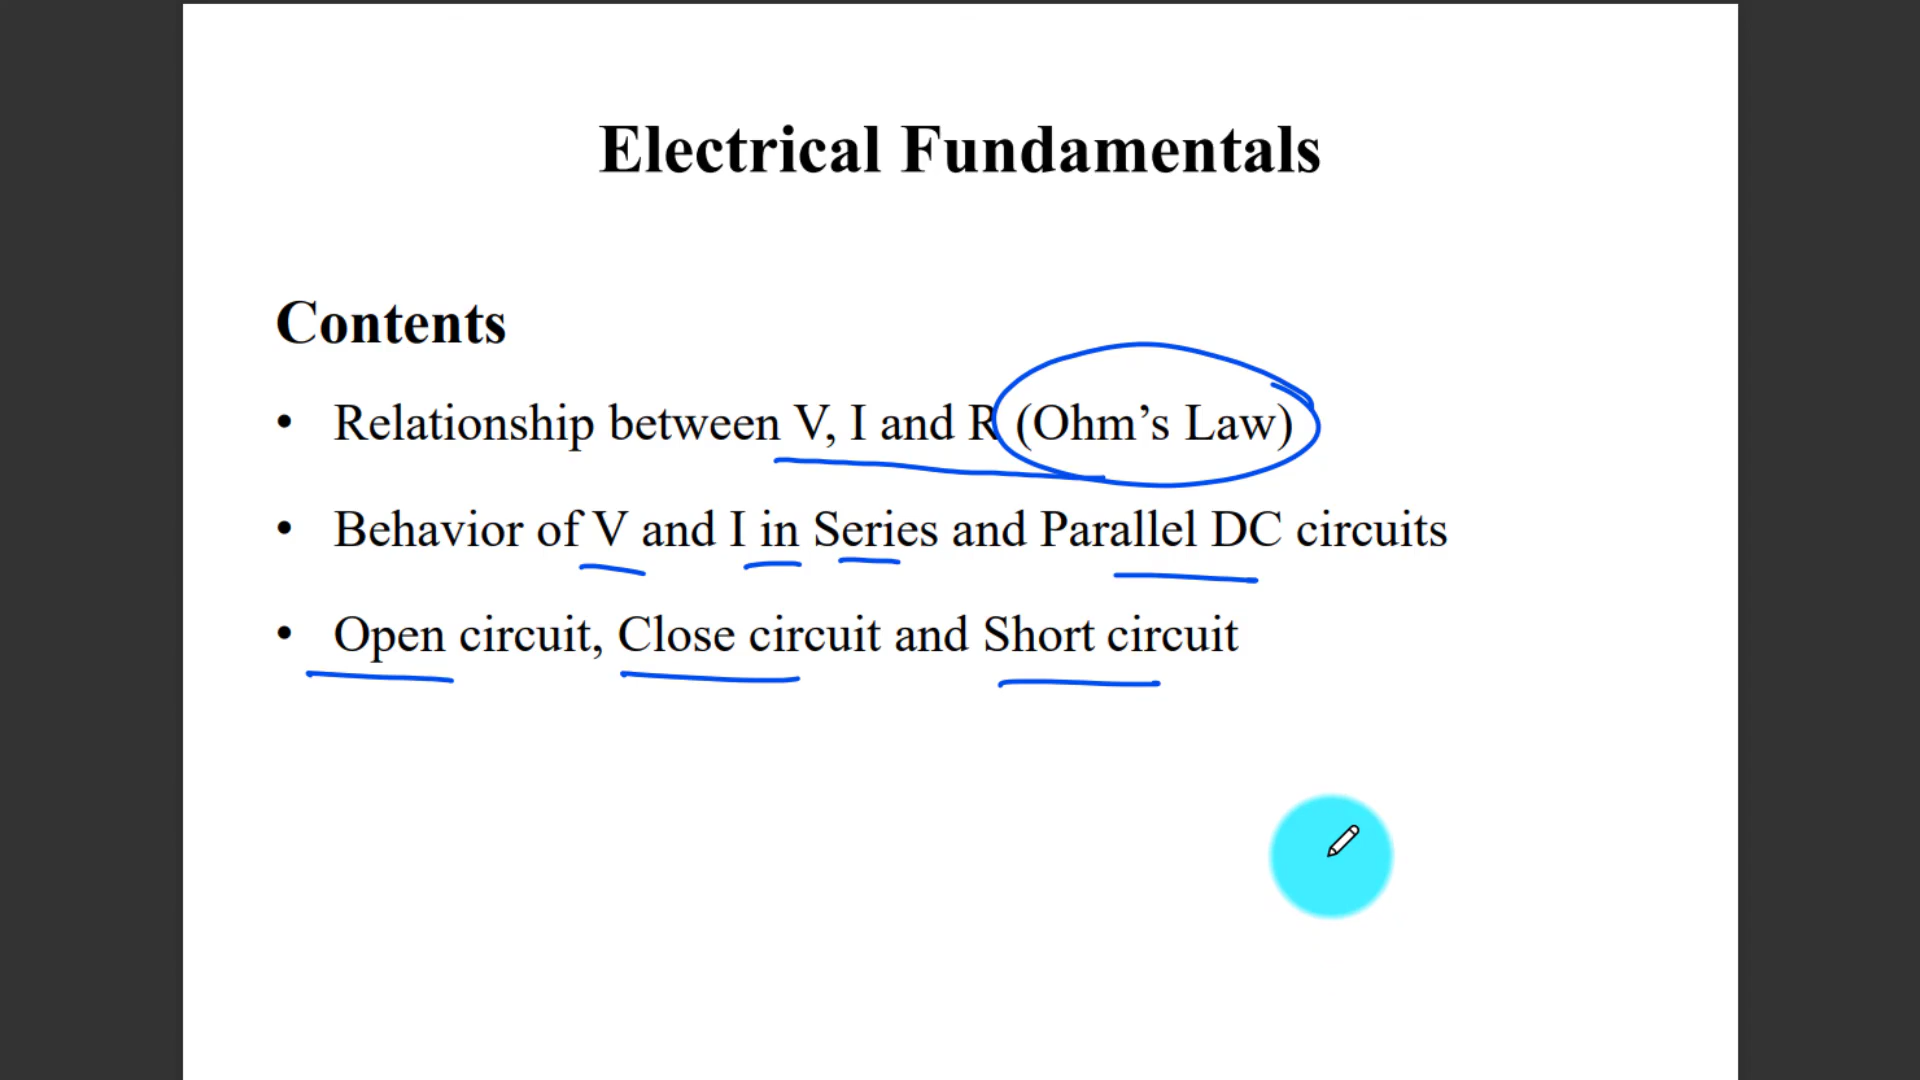 Electrical Fundamentals
Contents
• Relationship between V, I and R (Ohm’s Law)
• Behavior of V and I in Series and Parallel DC circuits
• Open circuit, Close circuit and Short circuit